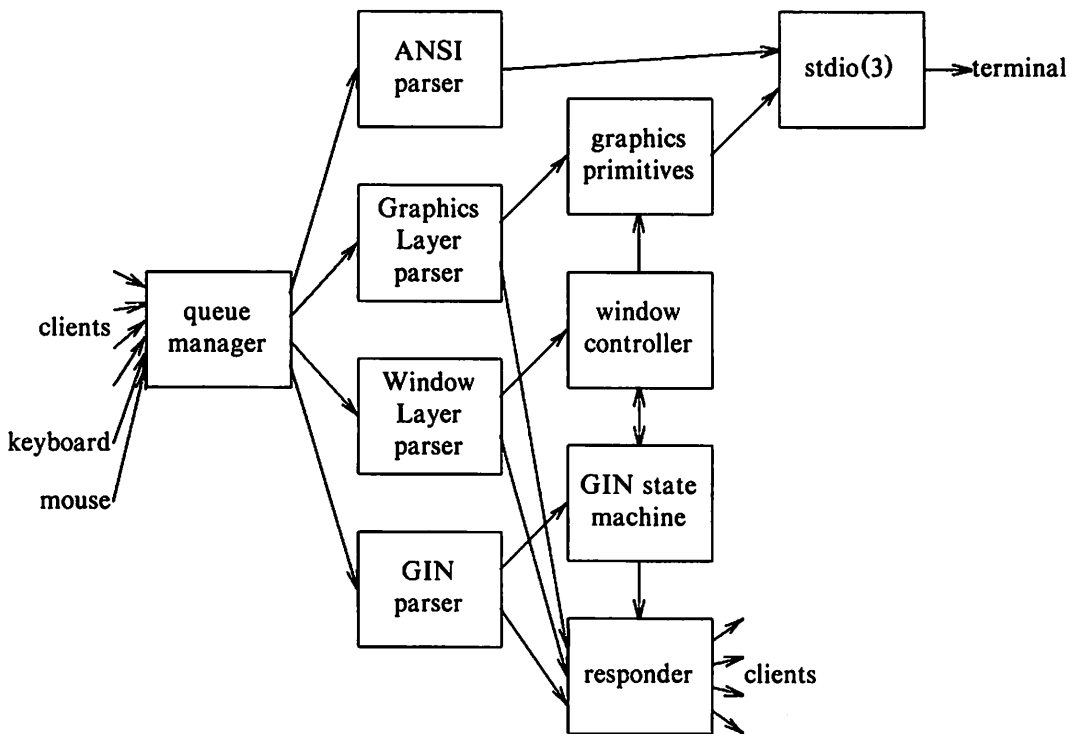 ANSI
parser
stdio(3)
terminal
graphics
primitives
Graphics
Layer
parser
clients
queue
manager
window
controller
Window
Layer
parser
keyboard
mouse
GIN state
machine
GIN
parser
responder
clients